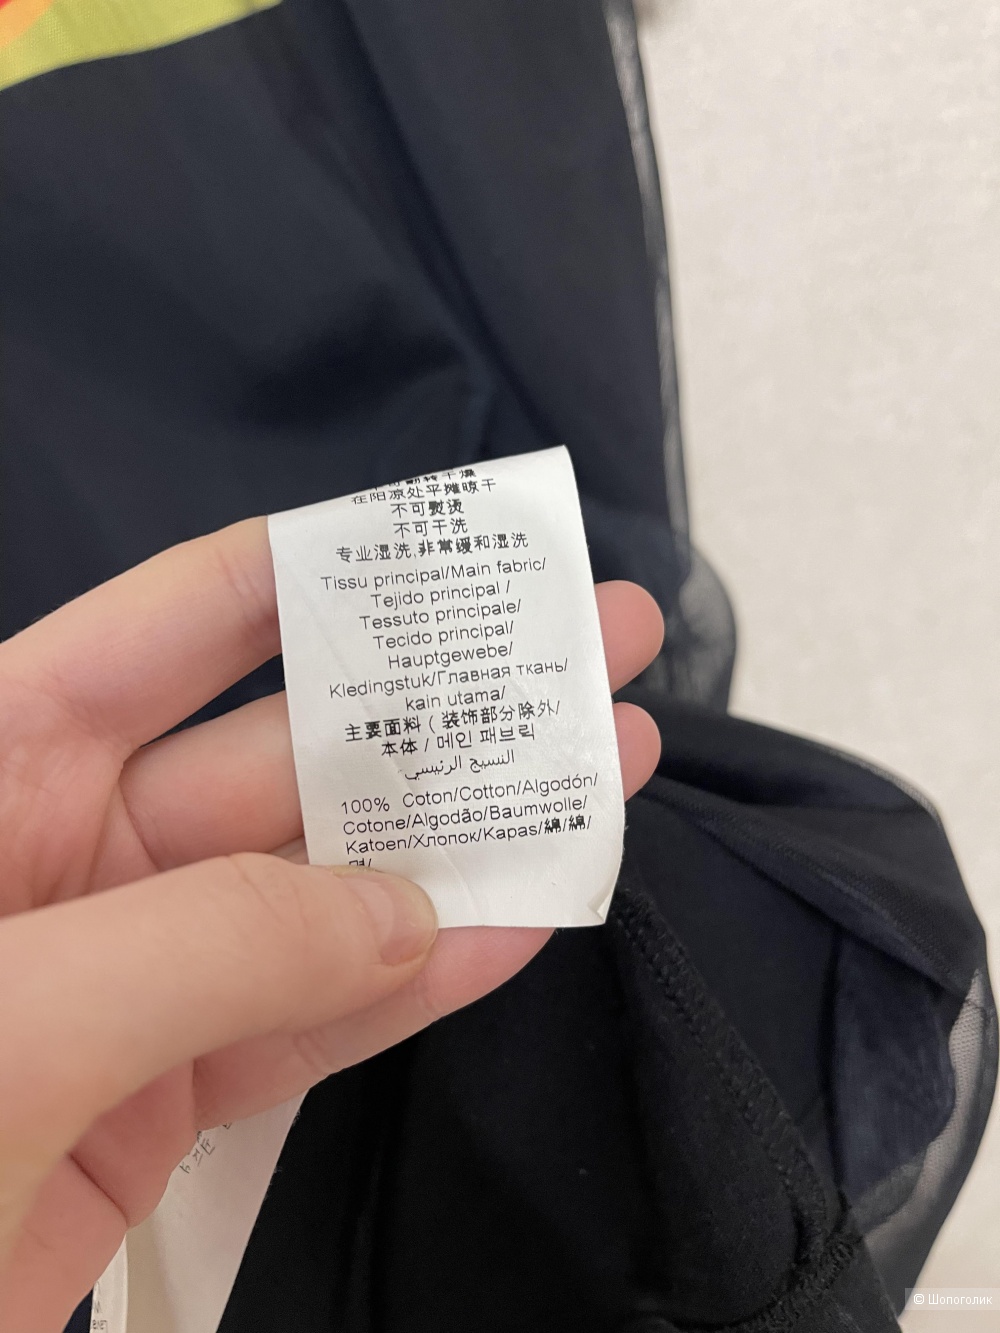 在阳凉处平摊晾干
不可熨烫
不可干洗
专业湿洗,非常缓和湿洗
Tissu principal/Main fabric/
Tejido principal /
Tessuto principale/
Tecido principal/
Hauptgewebe/
Kledingstuk/Главная ткань/
kain utama/
主要面料 ( 装饰部分除外/
本体 / 메인 패브릭
النسيج الرئيسي
100% Coton/Cotton/Algodón/
Cotone/Algodão/Baumwolle/
Katoen/Хлопок/Kapas/綿/綿/
© Шопоголик